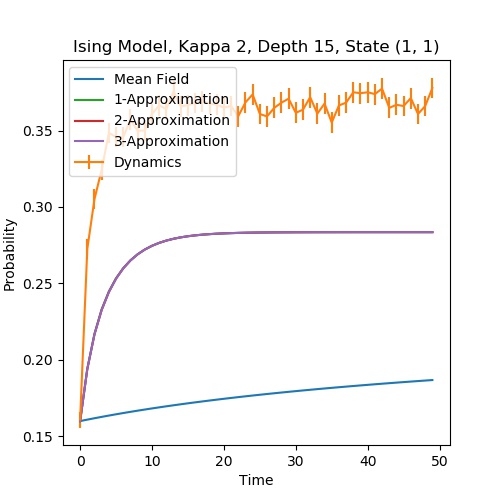 Ising Model, Kappa 2, Depth 15, State (1, 1)
Mean Field
1-Approximation
2-Approximation
3-Approximation
Dynamics
Probability
0.35
0.30
0.25
0.20
0.15
0 10 20 30 40 50
Time